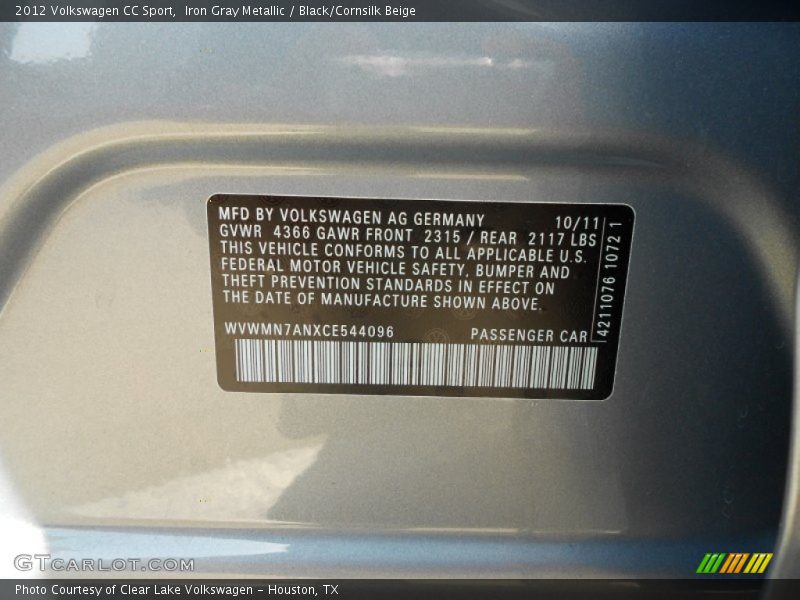 2012 Volkswagen CC Sport,  Iron Gray Metallic / Black/Cornsilk Beige
MFD BY VOLKSWAGEN AG GERMANY 10/11
GVWR 4366 GAWR FRONT 2315 / REAR 2117 LBS
THIS VEHICLE CONFORMS TO ALL APPLICABLE U.S.
FEDERAL MOTOR VEHICLE SAFETY, BUMPER AND
THEFT PREVENTION STANDARDS IN EFFECT ON
THE DATE OF MANUFACTURE SHOWN ABOVE.
WVWMN7ANXCE544096 PASSENGER CAR
4211076 1072 1
GTCARLOT.COM
Photo Courtesy of Clear Lake Volkswagen – Houston, TX